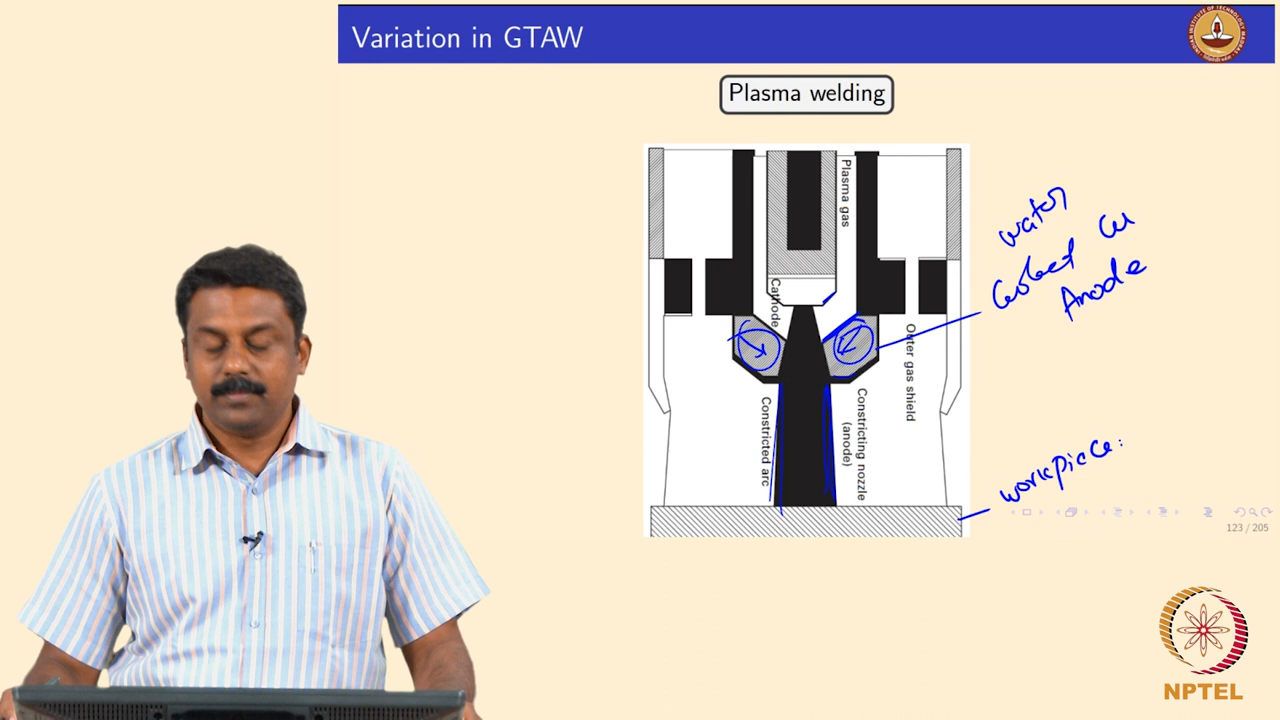 Variation in GTAW
Plasma welding
Plasma gas
Cathode
Outer gas shield
Constricted arc
Constricting nozzle
(anode)
water
Cooled Cu
Anode
workpiece:
123 / 205
NPTEL